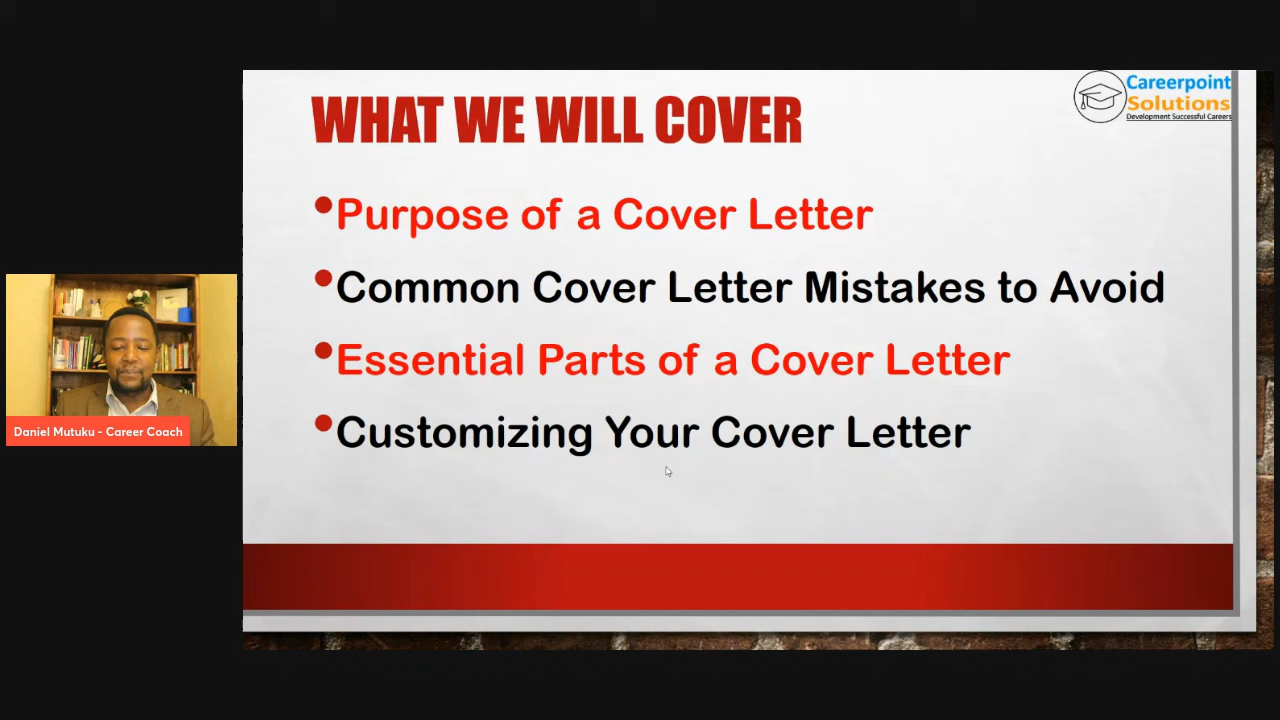 WHAT WE WILL COVER
Careerpoint
Solutions
Development Successful Careers
•Purpose of a Cover Letter
•Common Cover Letter Mistakes to Avoid
•Essential Parts of a Cover Letter
•Customizing Your Cover Letter
Daniel Mutuku - Career Coach